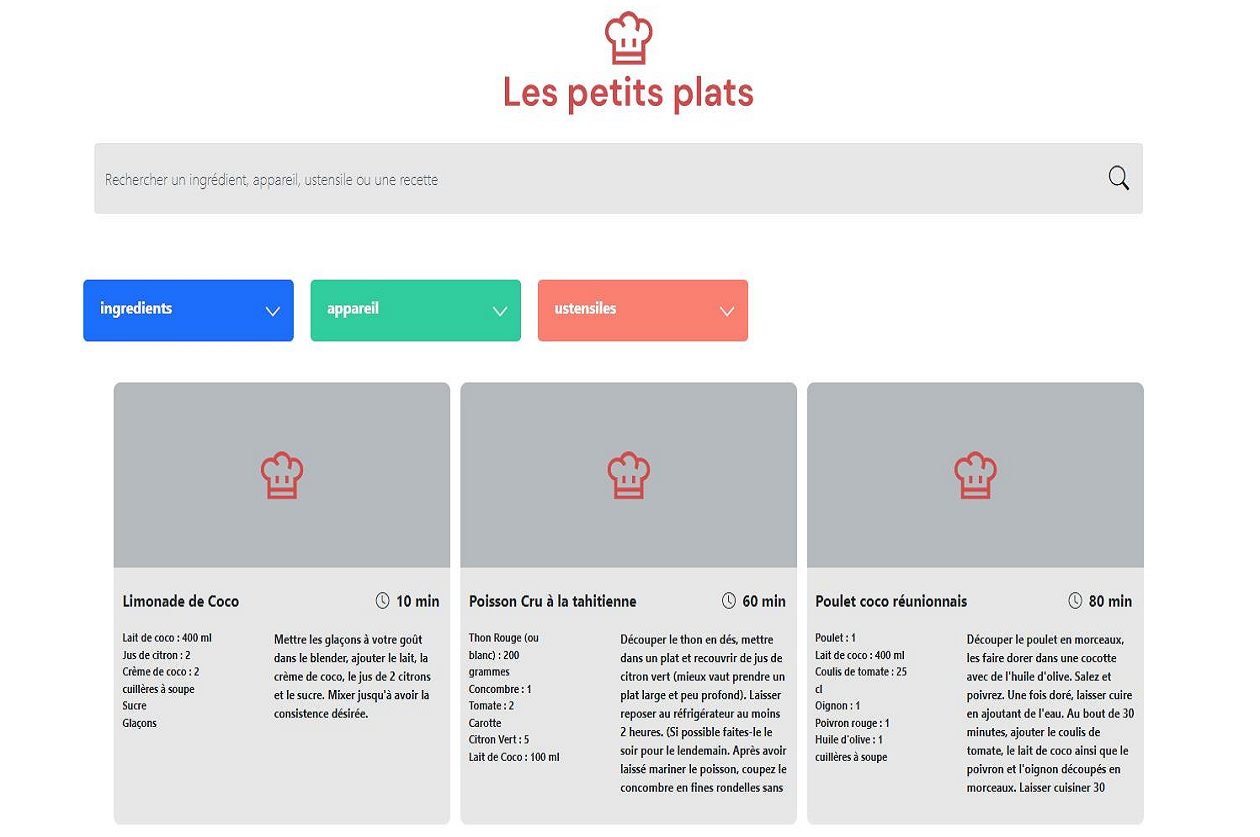 Les petits plats
Rechercher un ingrédient, appareil, ustensile ou une recette
ingredients
appareil
ustensiles
Limonade de Coco
10 min
Lait de coco : 400 ml
Jus de citron : 2
Crème de coco : 2
cuillères à soupe
Sucre
Glaçons
Mettre les glaçons à votre goût
dans le blender, ajouter le lait, la
crème de coco, le jus de 2 citrons
et le sucre. Mixer jusqu'à avoir la
consistence désirée.
Poisson Cru à la tahitienne
60 min
Thon Rouge (ou
blanc) : 200
grammes
Concombre : 1
Tomate : 2
Carotte
Citron Vert : 5
Lait de Coco : 100 ml
Découper le thon en dés, mettre
dans un plat et recouvrir de jus de
citron vert (mieux vaut prendre un
plat large et peu profond). Laisser
reposer au réfrigérateur au moins
2 heures. (Si possible faites-le le
soir pour le lendemain. Après avoir
laissé mariner le poisson, coupez le
concombre en fines rondelles sans
Poulet coco réunionnais
80 min
Poulet : 1
Lait de coco : 400 ml
Coulis de tomate : 25
cl
Oignon : 1
Poivron rouge : 1
Huile d'olive : 1
cuillères à soupe
Découper le poulet en morceaux,
les faire dorer dans une cocotte
avec de l'huile d'olive. Salez et
poivrez. Une fois doré, laisser cuire
en ajoutant de l'eau. Au bout de 30
minutes, ajouter le coulis de
tomate, le lait de coco ainsi que le
poivron et l'oignon découpés en
morceaux. Laisser cuisiner 30